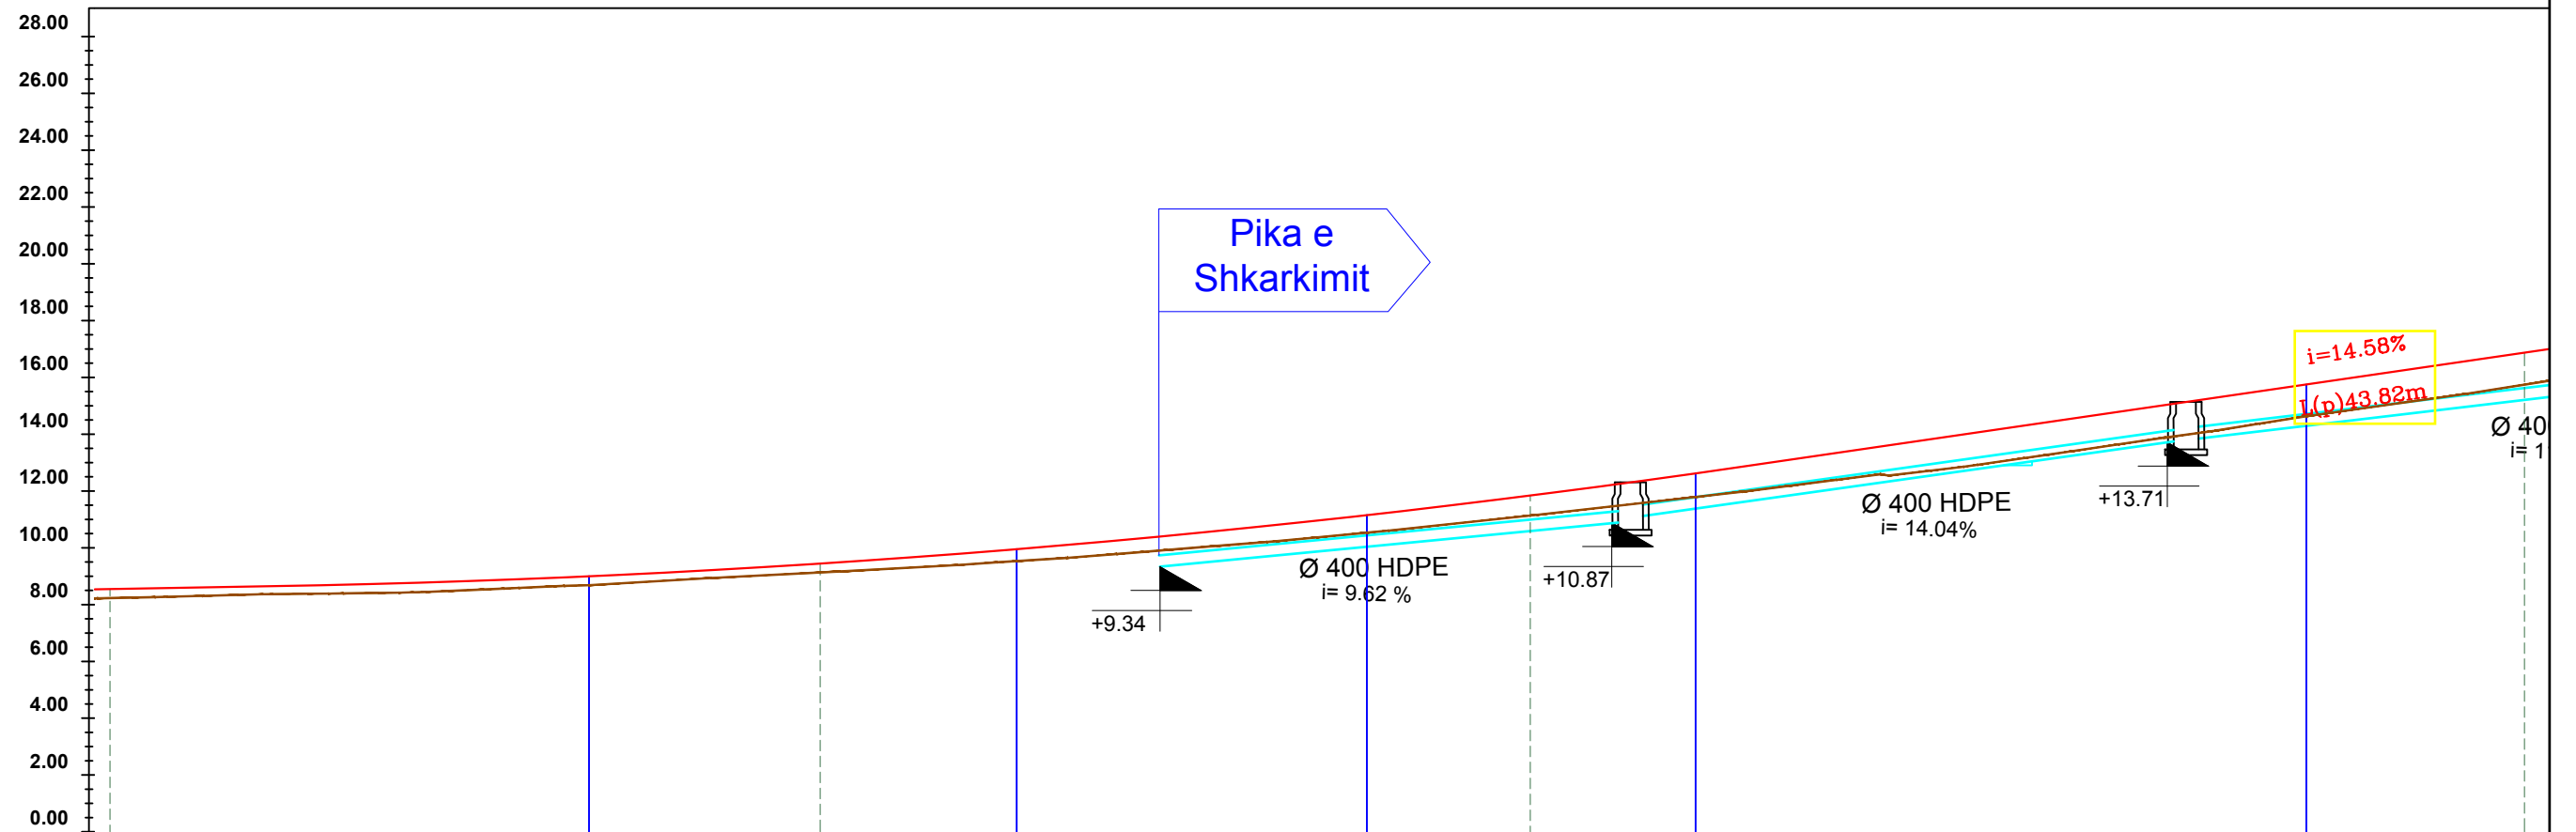 28.00
26.00
24.00
22.00
20.00
18.00
16.00
14.00
12.00
10.00
8.00
6.00
4.00
2.00
0.00
Pika e
Shkarkimit
i=14.58%
L(p)43.82m
Ø 40
i= 1
+13.71
Ø 400 HDPE
i= 14.04%
+10.87
Ø 400 HDPE
i= 9.62 %
+9.34